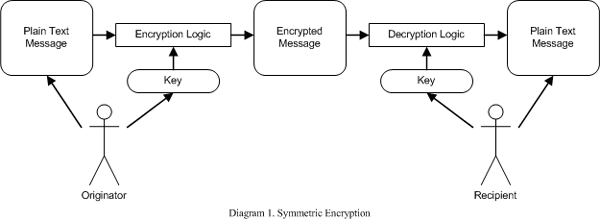 Plain Text
Message
Encryption Logic
Encrypted
Message
Decryption Logic
Plain Text
Message
Key
Key
Originator
Recipient
Diagram 1. Symmetric Encryption